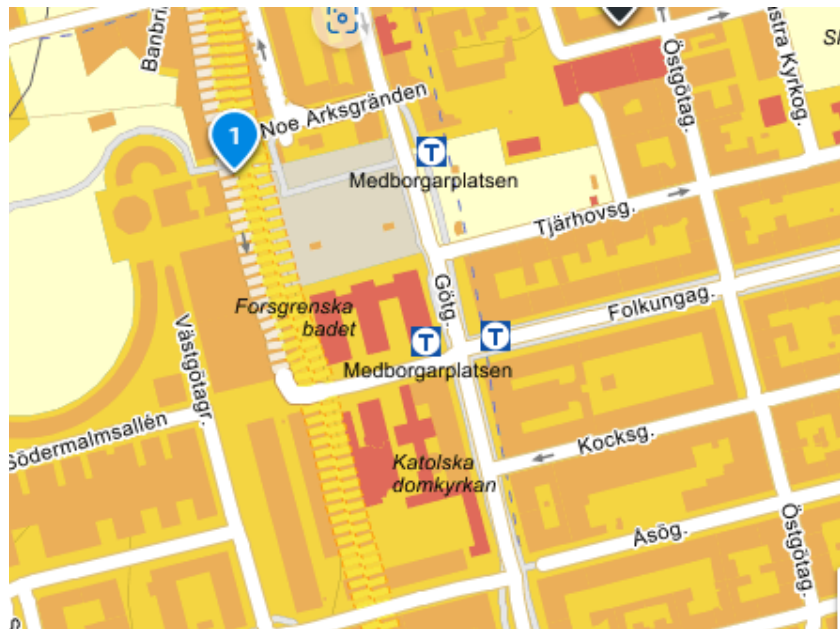 Banbri
1
Noe Arksgränden
T
Medborgarplatsen
Östgötag.
stra Kyrkog.
Tjärhovsg.
Götg.
Folkungag.
Forsgrenska
badet
T
T
Medborgarplatsen
Västgötagr.
Södermalmsallén
Kocksg.
Katolska
domkyrkan
Åsög.
Östgötag.